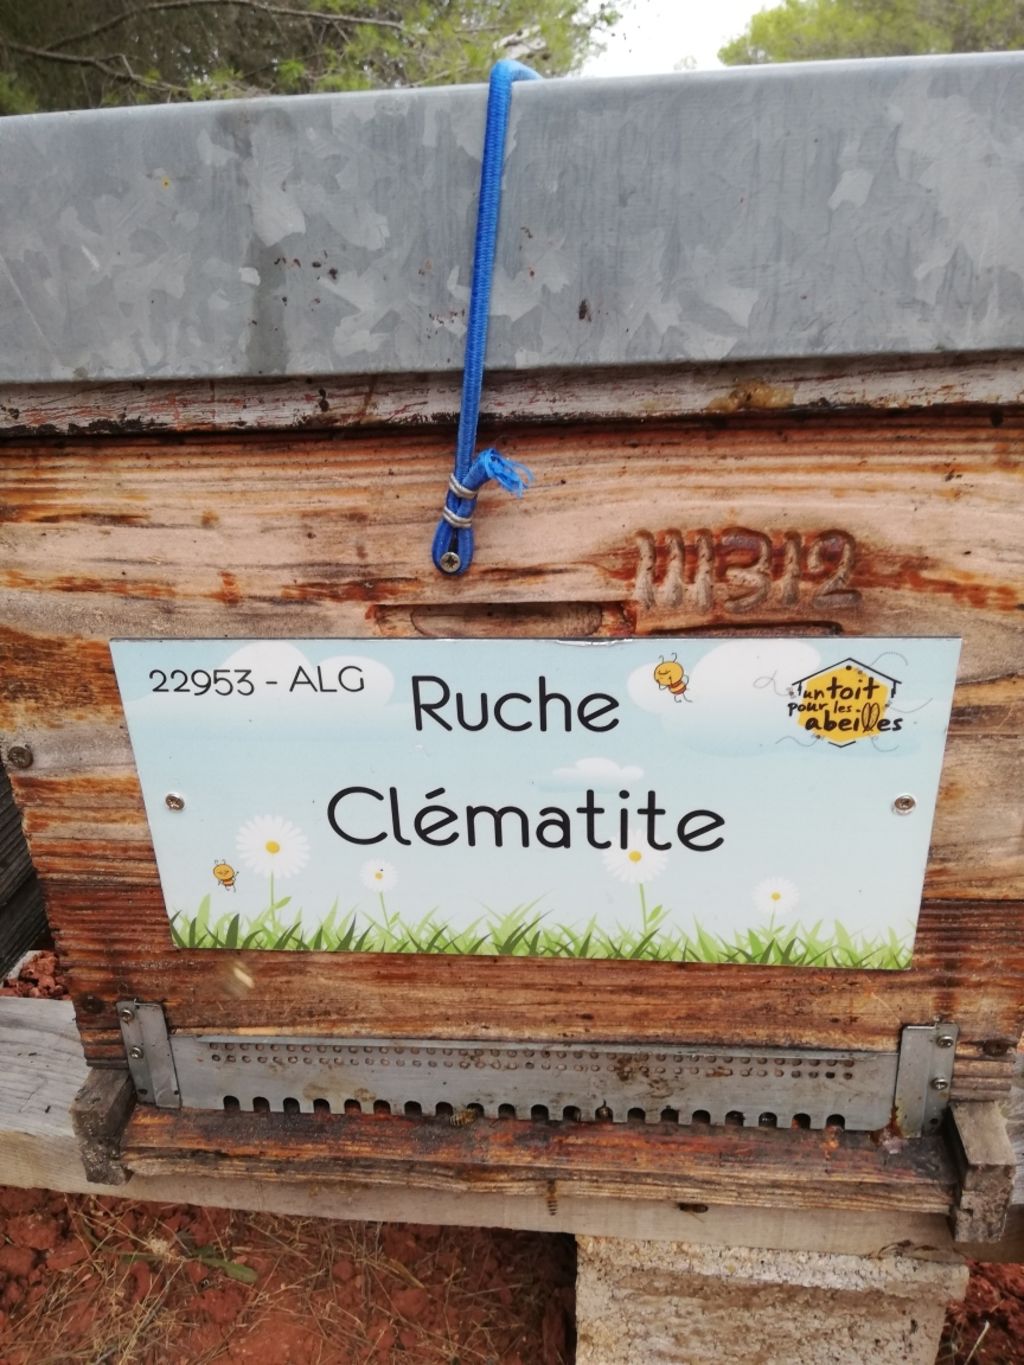 111312
22953 - ALG
Ruche
Clématite
un toit
pour les
abeilles